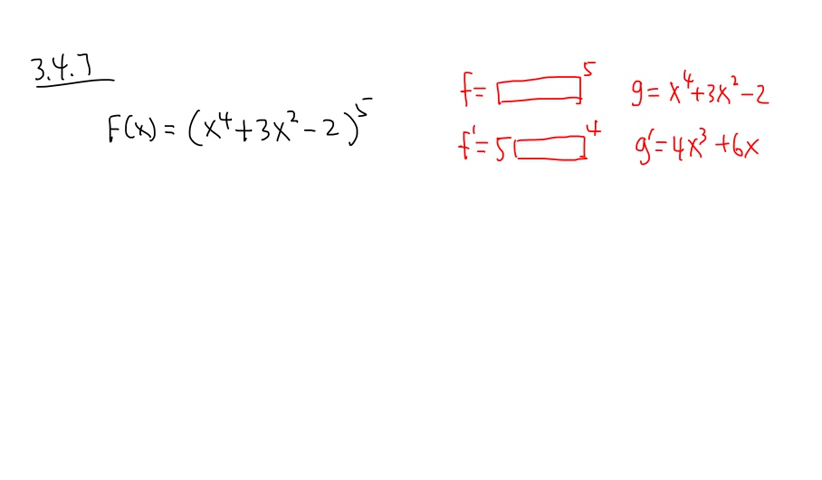 3.4.7
F(x) = (x⁴+3x²-2)⁵
f = ▭⁵
g = x⁴+3x²-2
f' = 5▭⁴
g' = 4x³+6x